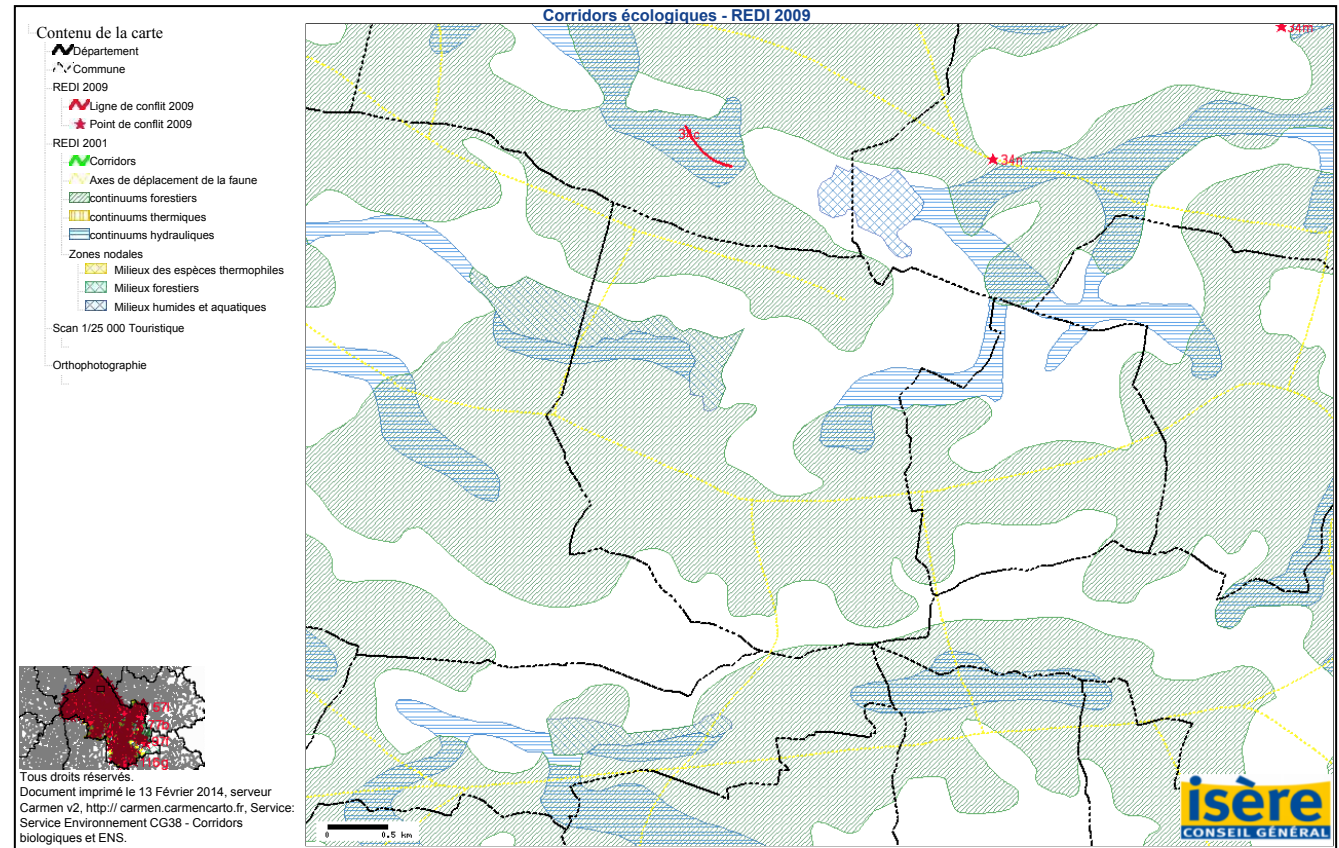 Corridors écologiques - REDI 2009
Contenu de la carte
Département
Commune
REDI 2009
Ligne de conflit 2009
Point de conflit 2009
REDI 2001
Corridors
Axes de déplacement de la faune
continuums forestiers
continuums thermiques
continuums hydrauliques
Zones nodales
Milieux des espèces thermophiles
Milieux forestiers
Milieux humides et aquatiques
Scan 1/25 000 Touristique
Orthophotographie
34m
34c
34n
Tous droits réservés.
Document imprimé le 13 Février 2014, serveur
Carmen v2, http:// carmen.carmencarto.fr, Service:
Service Environnement CG38 - Corridors
biologiques et ENS.
0 0.5 km
isère
CONSEIL GÉNÉRAL